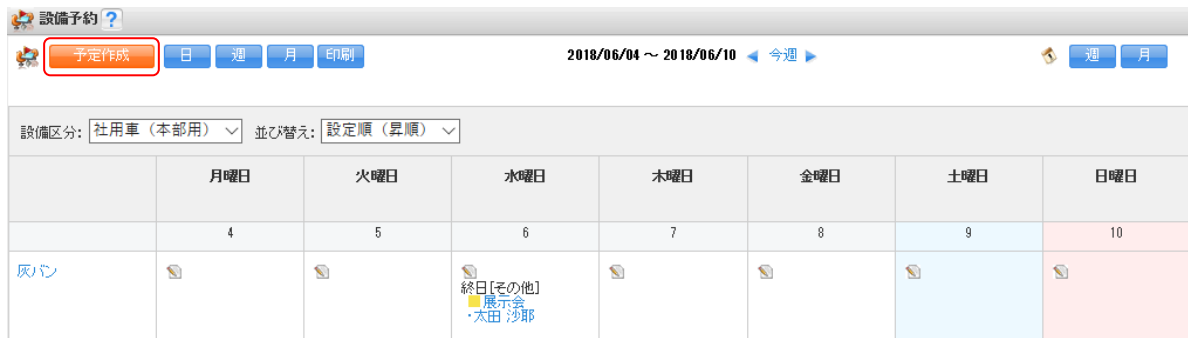 設備予約 ?
予定作成 日 週 月 印刷 2018/06/04 ～ 2018/06/10 今週 週 月
設備区分: 社用車（本部用） 並び替え: 設定順（昇順）
月曜日 火曜日 水曜日 木曜日 金曜日 土曜日 日曜日
4 5 6 7 8 9 10
灰バン
終日[その他]
展示会
・太田 沙耶